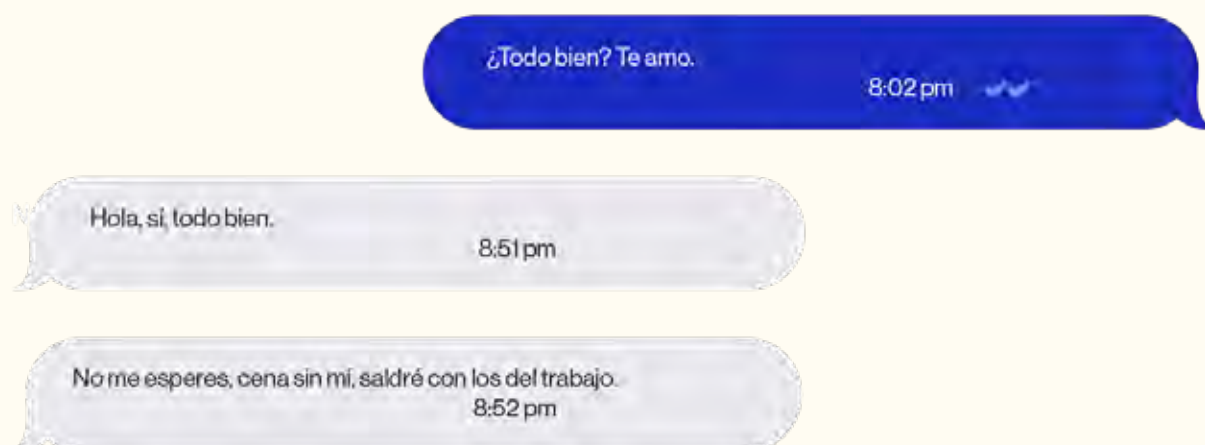 ¿Todo bien? Te amo.
8:02 pm
Hola, si, todo bien.
8:51 pm
No me esperes, cena sin mí, saldré con los del trabajo.
8:52 pm